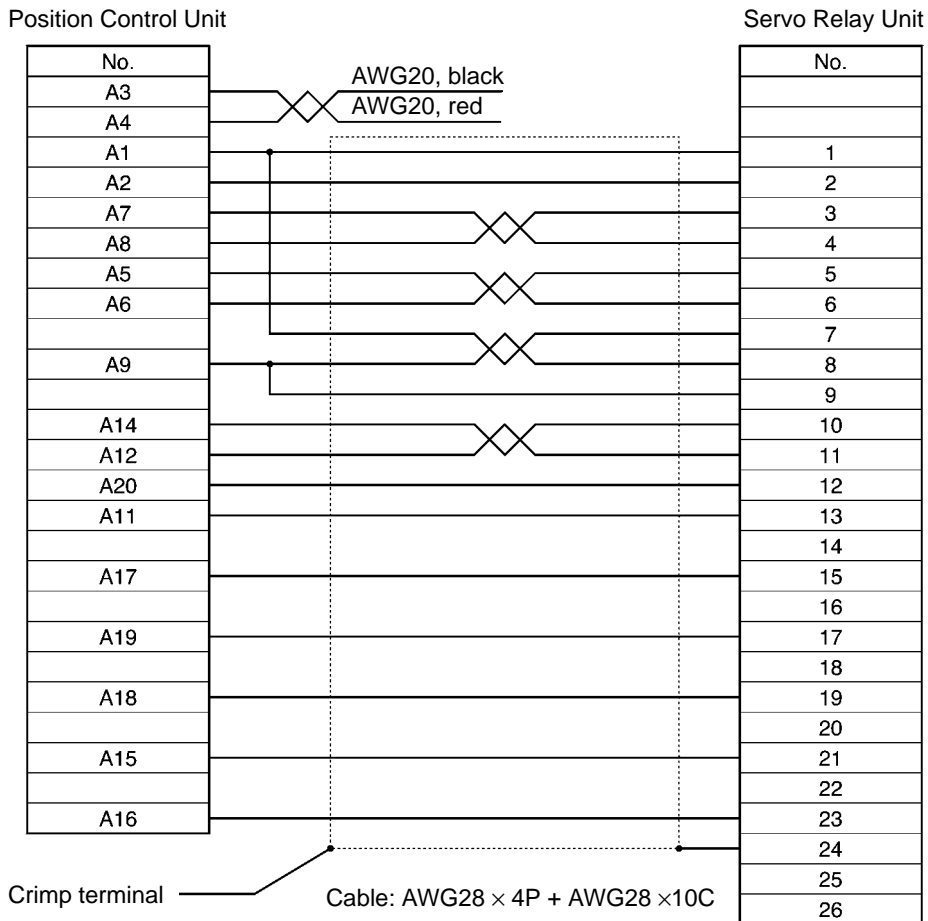 Position Control Unit Servo Relay Unit
No. No.
A3 AWG20, black
A4 AWG20, red
A1 1
A2 2
A7 3
A8 4
A5 5
A6 6
7
A9 8
9
A14 10
A12 11
A20 12
A11 13
14
A17 15
16
A19 17
18
A18 19
20
A15 21
22
A16 23
24
25
Crimp terminal Cable: AWG28 × 4P + AWG28 ×10C
26